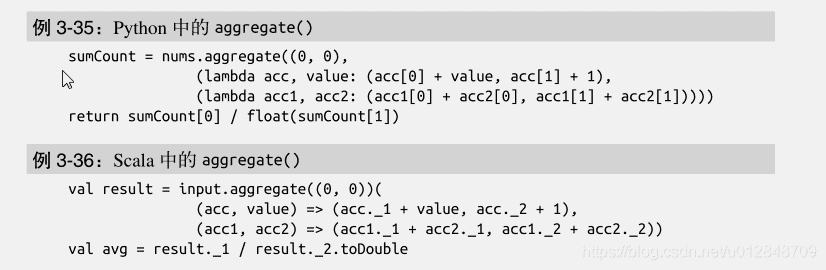 例 3-35：Python 中的 aggregate()
sumCount = nums.aggregate((0, 0),
(lambda acc, value: (acc[0] + value, acc[1] + 1),
(lambda acc1, acc2: (acc1[0] + acc2[0], acc1[1] + acc2[1]))))
return sumCount[0] / float(sumCount[1])
例 3-36：Scala 中的 aggregate()
val result = input.aggregate((0, 0))(
(acc, value) => (acc._1 + value, acc._2 + 1),
(acc1, acc2) => (acc1._1 + acc2._1, acc1._2 + acc2._2))
val avg = result._1 / result._2.toDouble
https://blog.csdn.net/u012848709